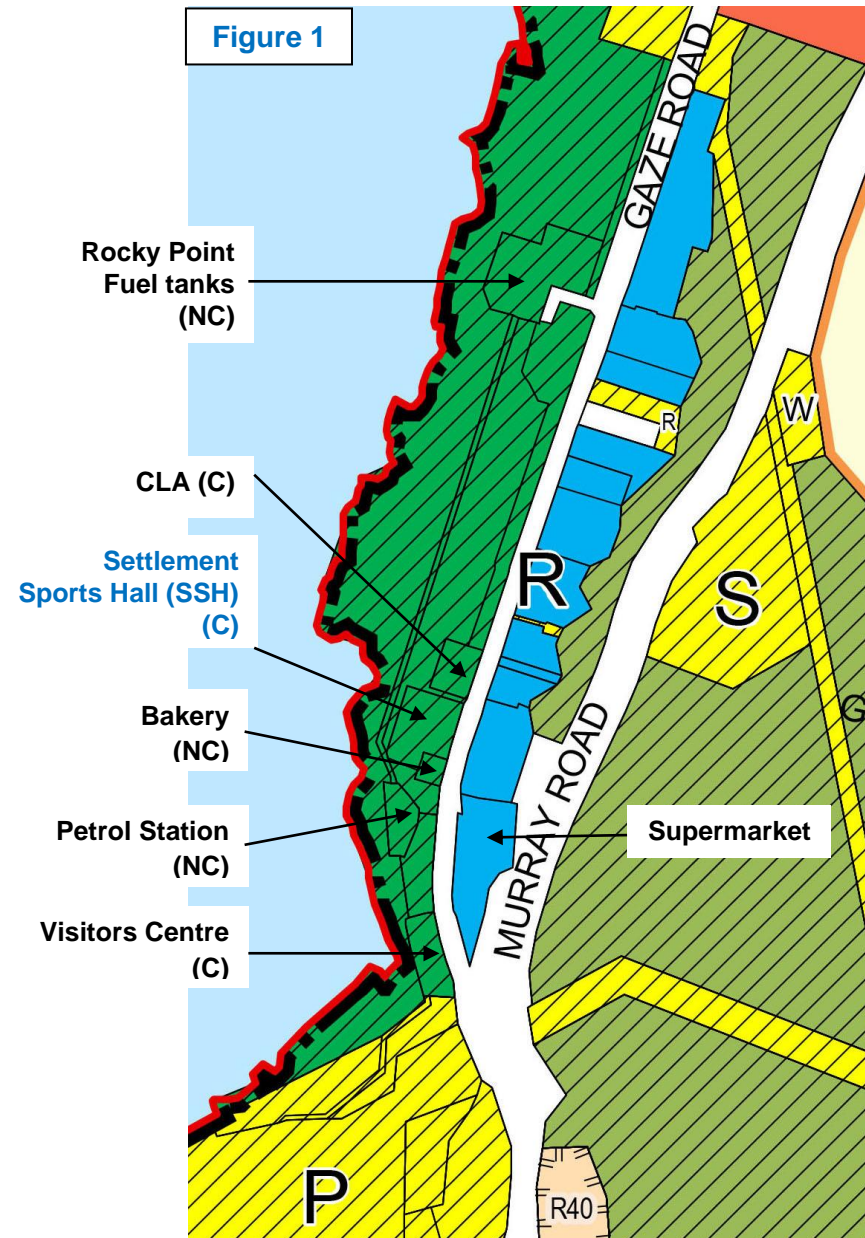 Figure 1
GAZE ROAD
Rocky Point
Fuel tanks
(NC)
W
R
CLA (C)
Settlement
Sports Hall (SSH)
(C)
R
S
G
Bakery
(NC)
MURRAY ROAD
Petrol Station
(NC)
Supermarket
Visitors Centre
(C)
P
R40